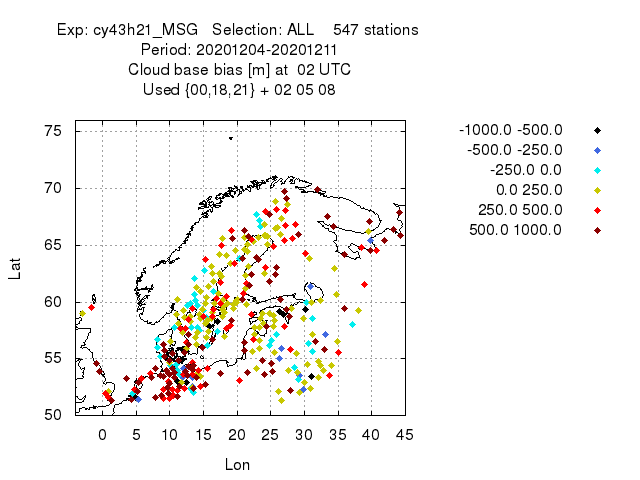 Exp: cy43h21_MSG   Selection: ALL    547 stations
Period: 20201204-20201211
Cloud base bias [m] at  02 UTC
Used {00,18,21} + 02 05 08
-1000.0 -500.0
-500.0 -250.0
-250.0 0.0
0.0 250.0
250.0 500.0
500.0 1000.0
75
70
65
60
55
50
Lat
0 5 10 15 20 25 30 35 40 45
Lon